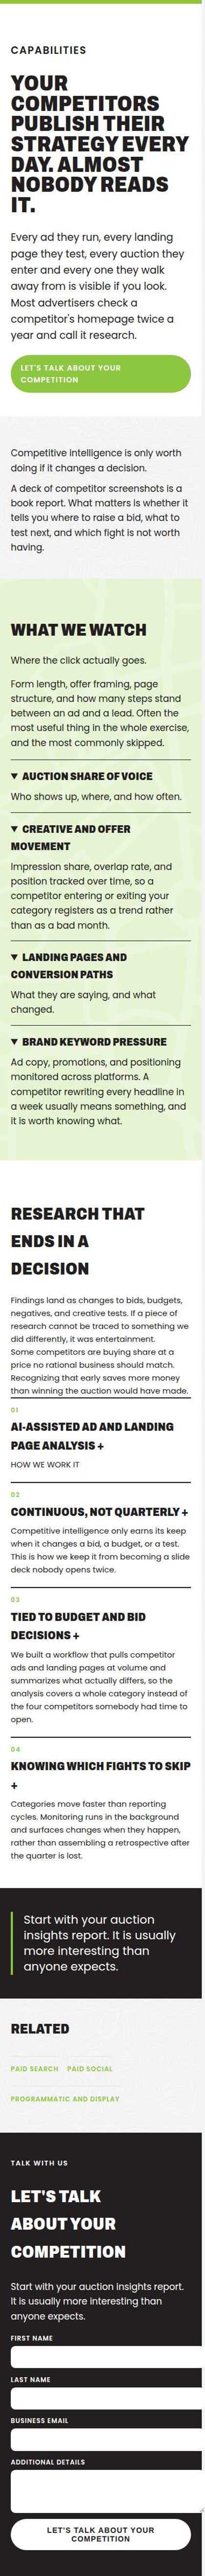 CAPABILITIES
YOUR
COMPETITORS
PUBLISH THEIR
STRATEGY EVERY
DAY. ALMOST
NOBODY READS
IT.
Every ad they run, every landing
page they test, every auction they
enter and every one they walk
away from is visible if you look.
Most advertisers check a
competitor's homepage twice a
year and call it research.
LET'S TALK ABOUT YOUR
COMPETITION
Competitive Intelligence is only worth
doing if it changes a decision.
A deck of competitor screenshots is a
book report. What matters is whether it
tells you where to raise a bid, what to
test next, and which fight is not worth
having.
WHAT WE WATCH
Where the click actually goes.
Form length, offer framing, page
structure, and how many steps stand
between an ad and a lead. Often the
most useful thing in the whole exercise,
and the most commonly skipped.
▼ AUCTION SHARE OF VOICE
Who shows up, where, and how often.
▼ CREATIVE AND OFFER
MOVEMENT
Impression share, overlap rate, and
position tracked over time, so a
competitor entering or exiting your
category registers as a trend rather
than as a bad month.
▼ LANDING PAGES AND
CONVERSION PATHS
What they are saying, and what
changed.
▼ BRAND KEYWORD PRESSURE
Ad copy, promotions, and positioning
monitored across platforms. A
competitor rewriting every headline in
a week usually means something, and
it is worth knowing what.
RESEARCH THAT
ENDS IN A
DECISION
Findings land as changes to bids, budgets,
negatives, and creative tests. If a piece of
research cannot be traced to something we
did differently, it was entertainment.
Some competitors are buying share at a
price no rational business should match.
Recognizing that early saves more money
than winning the auction would have made.
01
AI-ASSISTED AD AND LANDING
PAGE ANALYSIS +
HOW WE WORK IT
02
CONTINUOUS, NOT QUARTERLY +
Competitive intelligence only earns its keep
when it changes a bid, a budget, or a test.
This is how we keep it from becoming a slide
deck nobody opens twice.
03
TIED TO BUDGET AND BID
DECISIONS +
We built a workflow that pulls competitor
ads and landing pages at volume and
summarizes what actually differs, so the
analysis covers a whole category instead of
the four competitors somebody had time to
open.
04
KNOWING WHICH FIGHTS TO SKIP
+
Categories move faster than reporting
cycles. Monitoring runs in the background
and surfaces changes when they happen,
rather than assembling a retrospective after
the quarter is lost.
Start with your auction
insights report. It is usually
more interesting than
anyone expects.
RELATED
PAID SEARCH PAID SOCIAL
PROGRAMMATIC AND DISPLAY
TALK WITH US
LET'S TALK
ABOUT YOUR
COMPETITION
Start with your auction insights report.
It is usually more interesting than
anyone expects.
FIRST NAME
LAST NAME
BUSINESS EMAIL
ADDITIONAL DETAILS
LET'S TALK ABOUT YOUR
COMPETITION